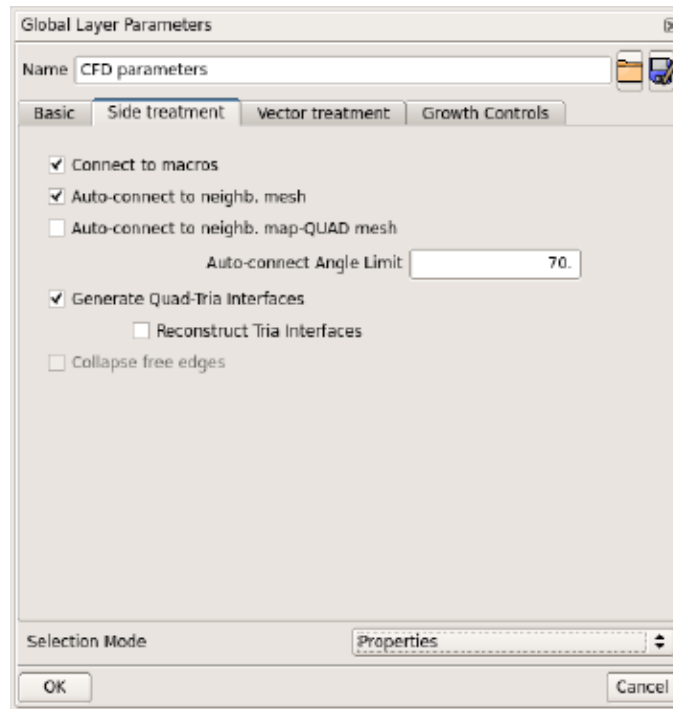 Global Layer Parameters
Name CFD parameters
Basic Side treatment Vector treatment Growth Controls
Connect to macros
Auto-connect to neighb. mesh
Auto-connect to neighb. map-QUAD mesh
Auto-connect Angle Limit 70.
Generate Quad-Tria Interfaces
Reconstruct Tria Interfaces
Collapse free edges
Selection Mode Properties
OK Cancel